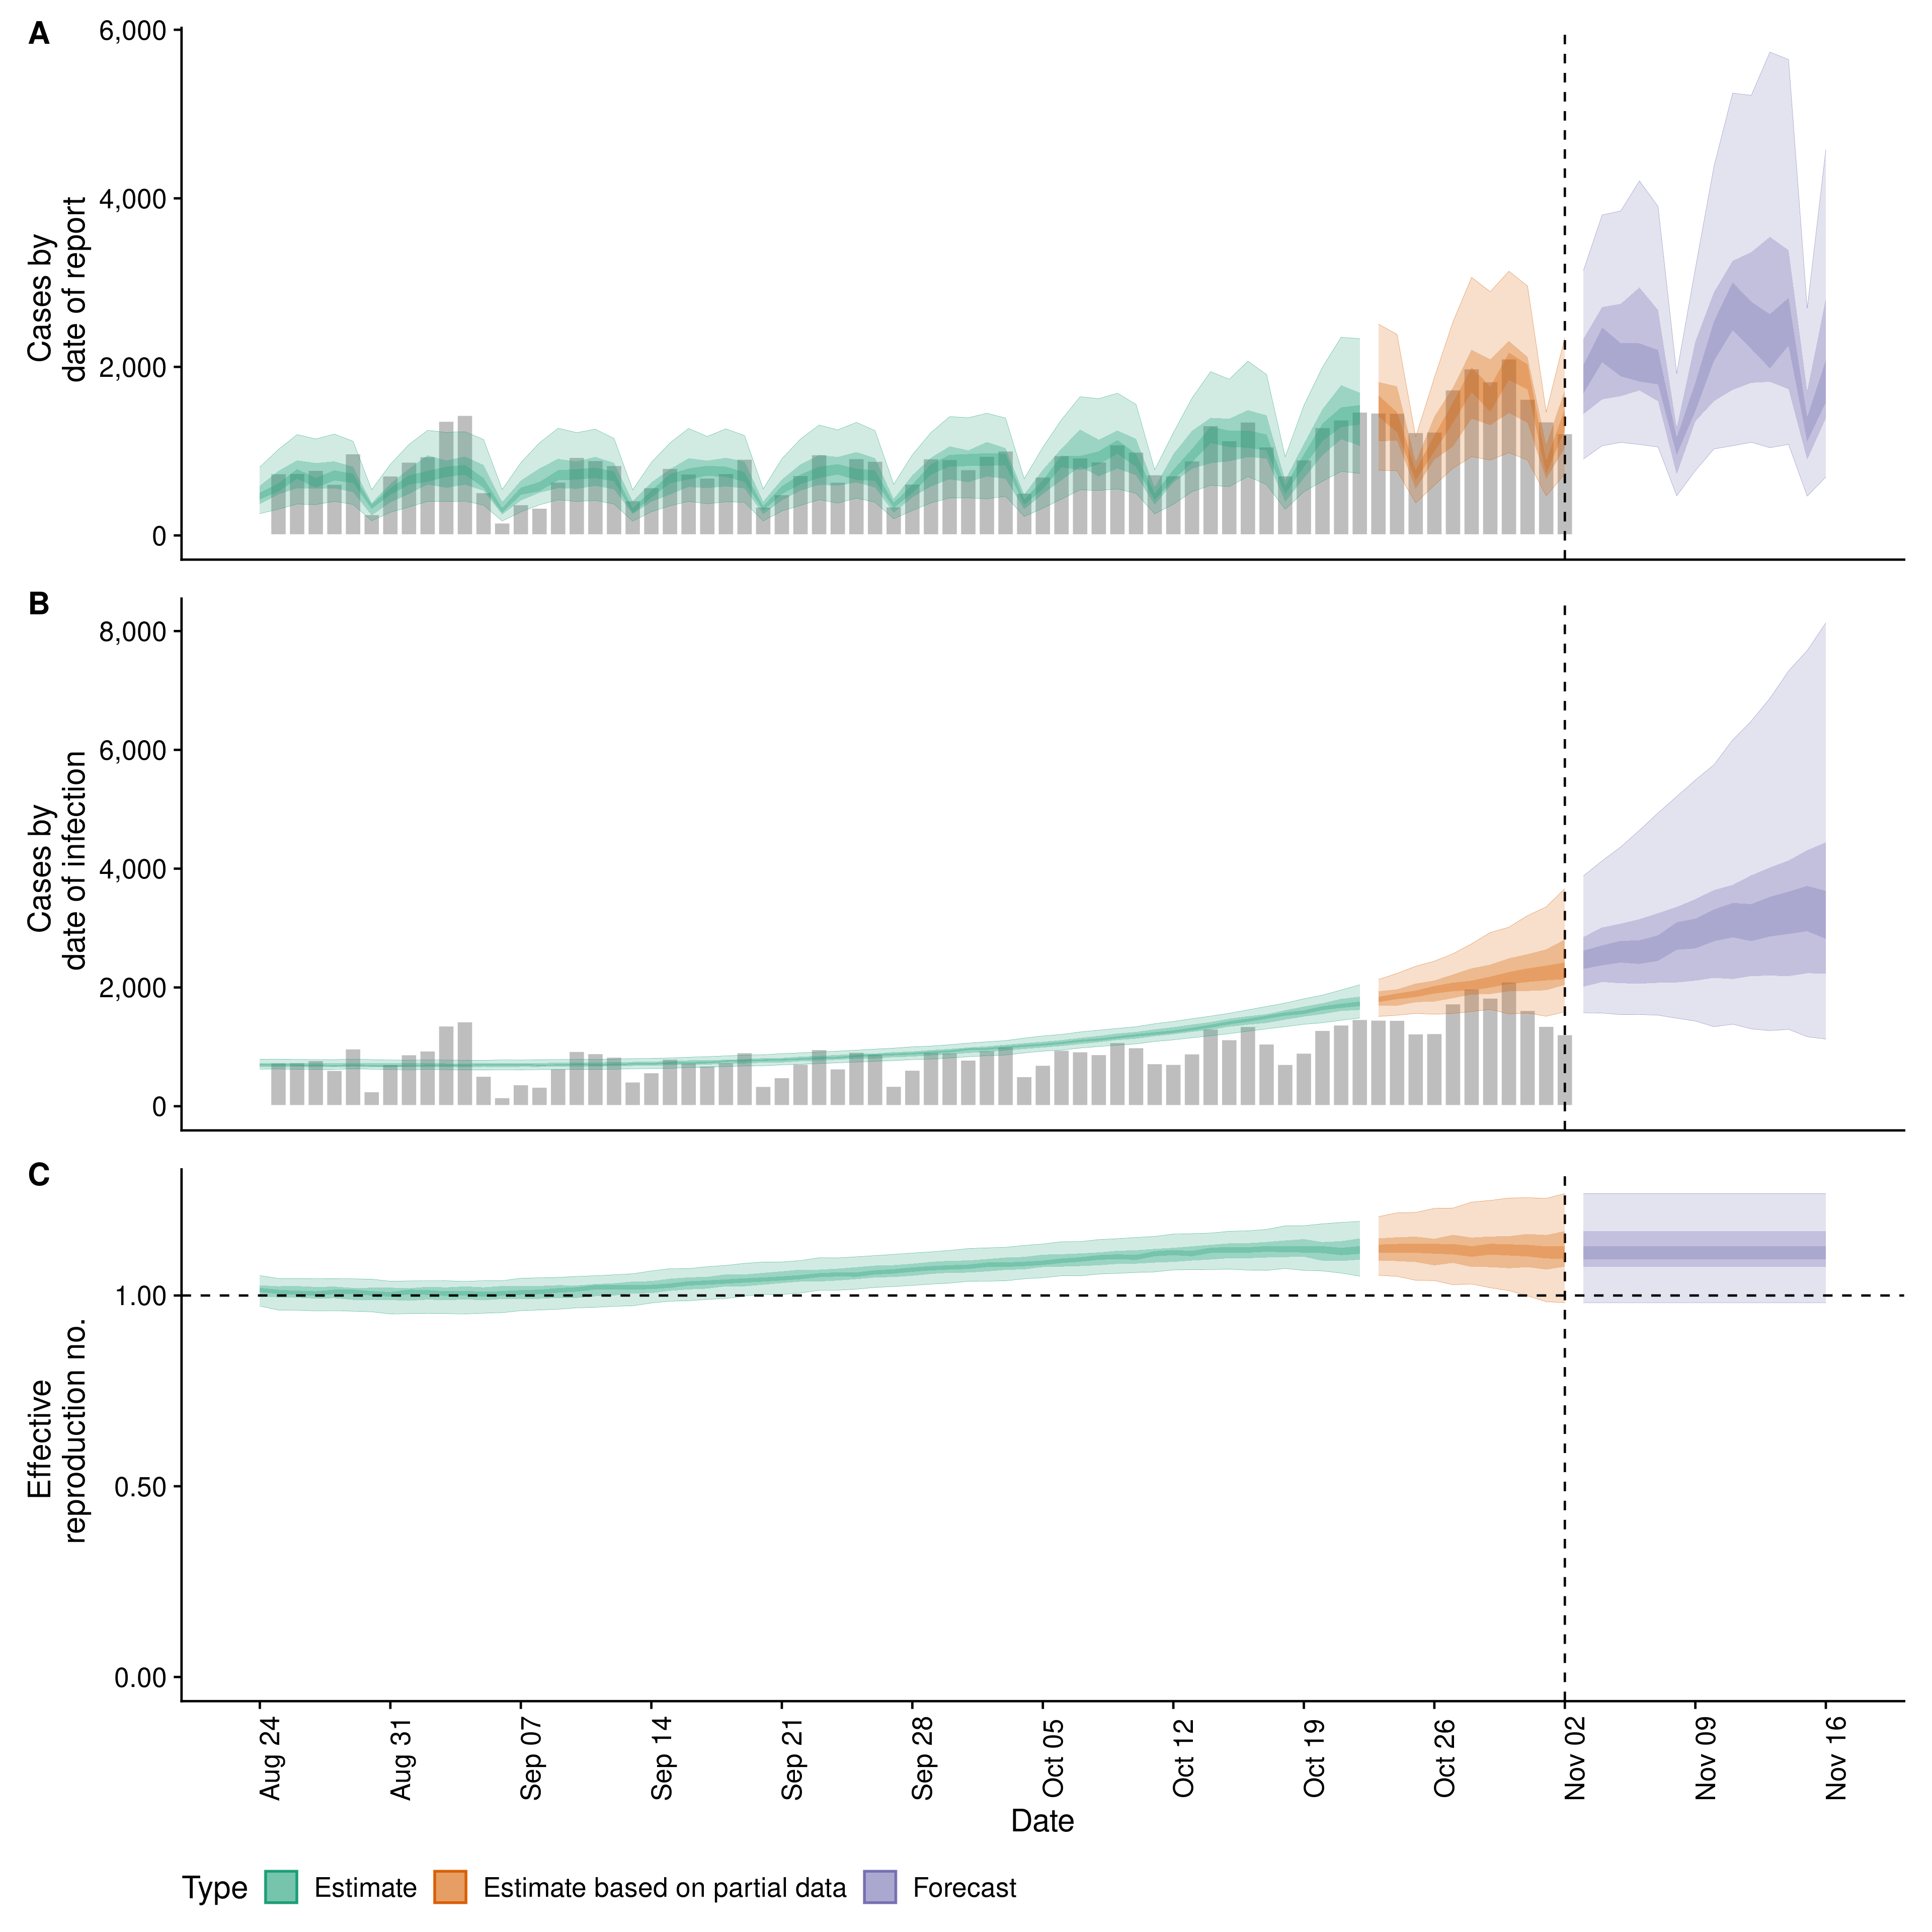 A
6,000
4,000
2,000
0
Cases by
date of report
B
8,000
6,000
4,000
2,000
0
Cases by
date of infection
C
1.00
0.50
0.00
Effective
reproduction no.
Aug 24
Aug 31
Sep 07
Sep 14
Sep 21
Sep 28
Oct 05
Oct 12
Oct 19
Oct 26
Nov 02
Nov 09
Nov 16
Date
Type Estimate Estimate based on partial data Forecast